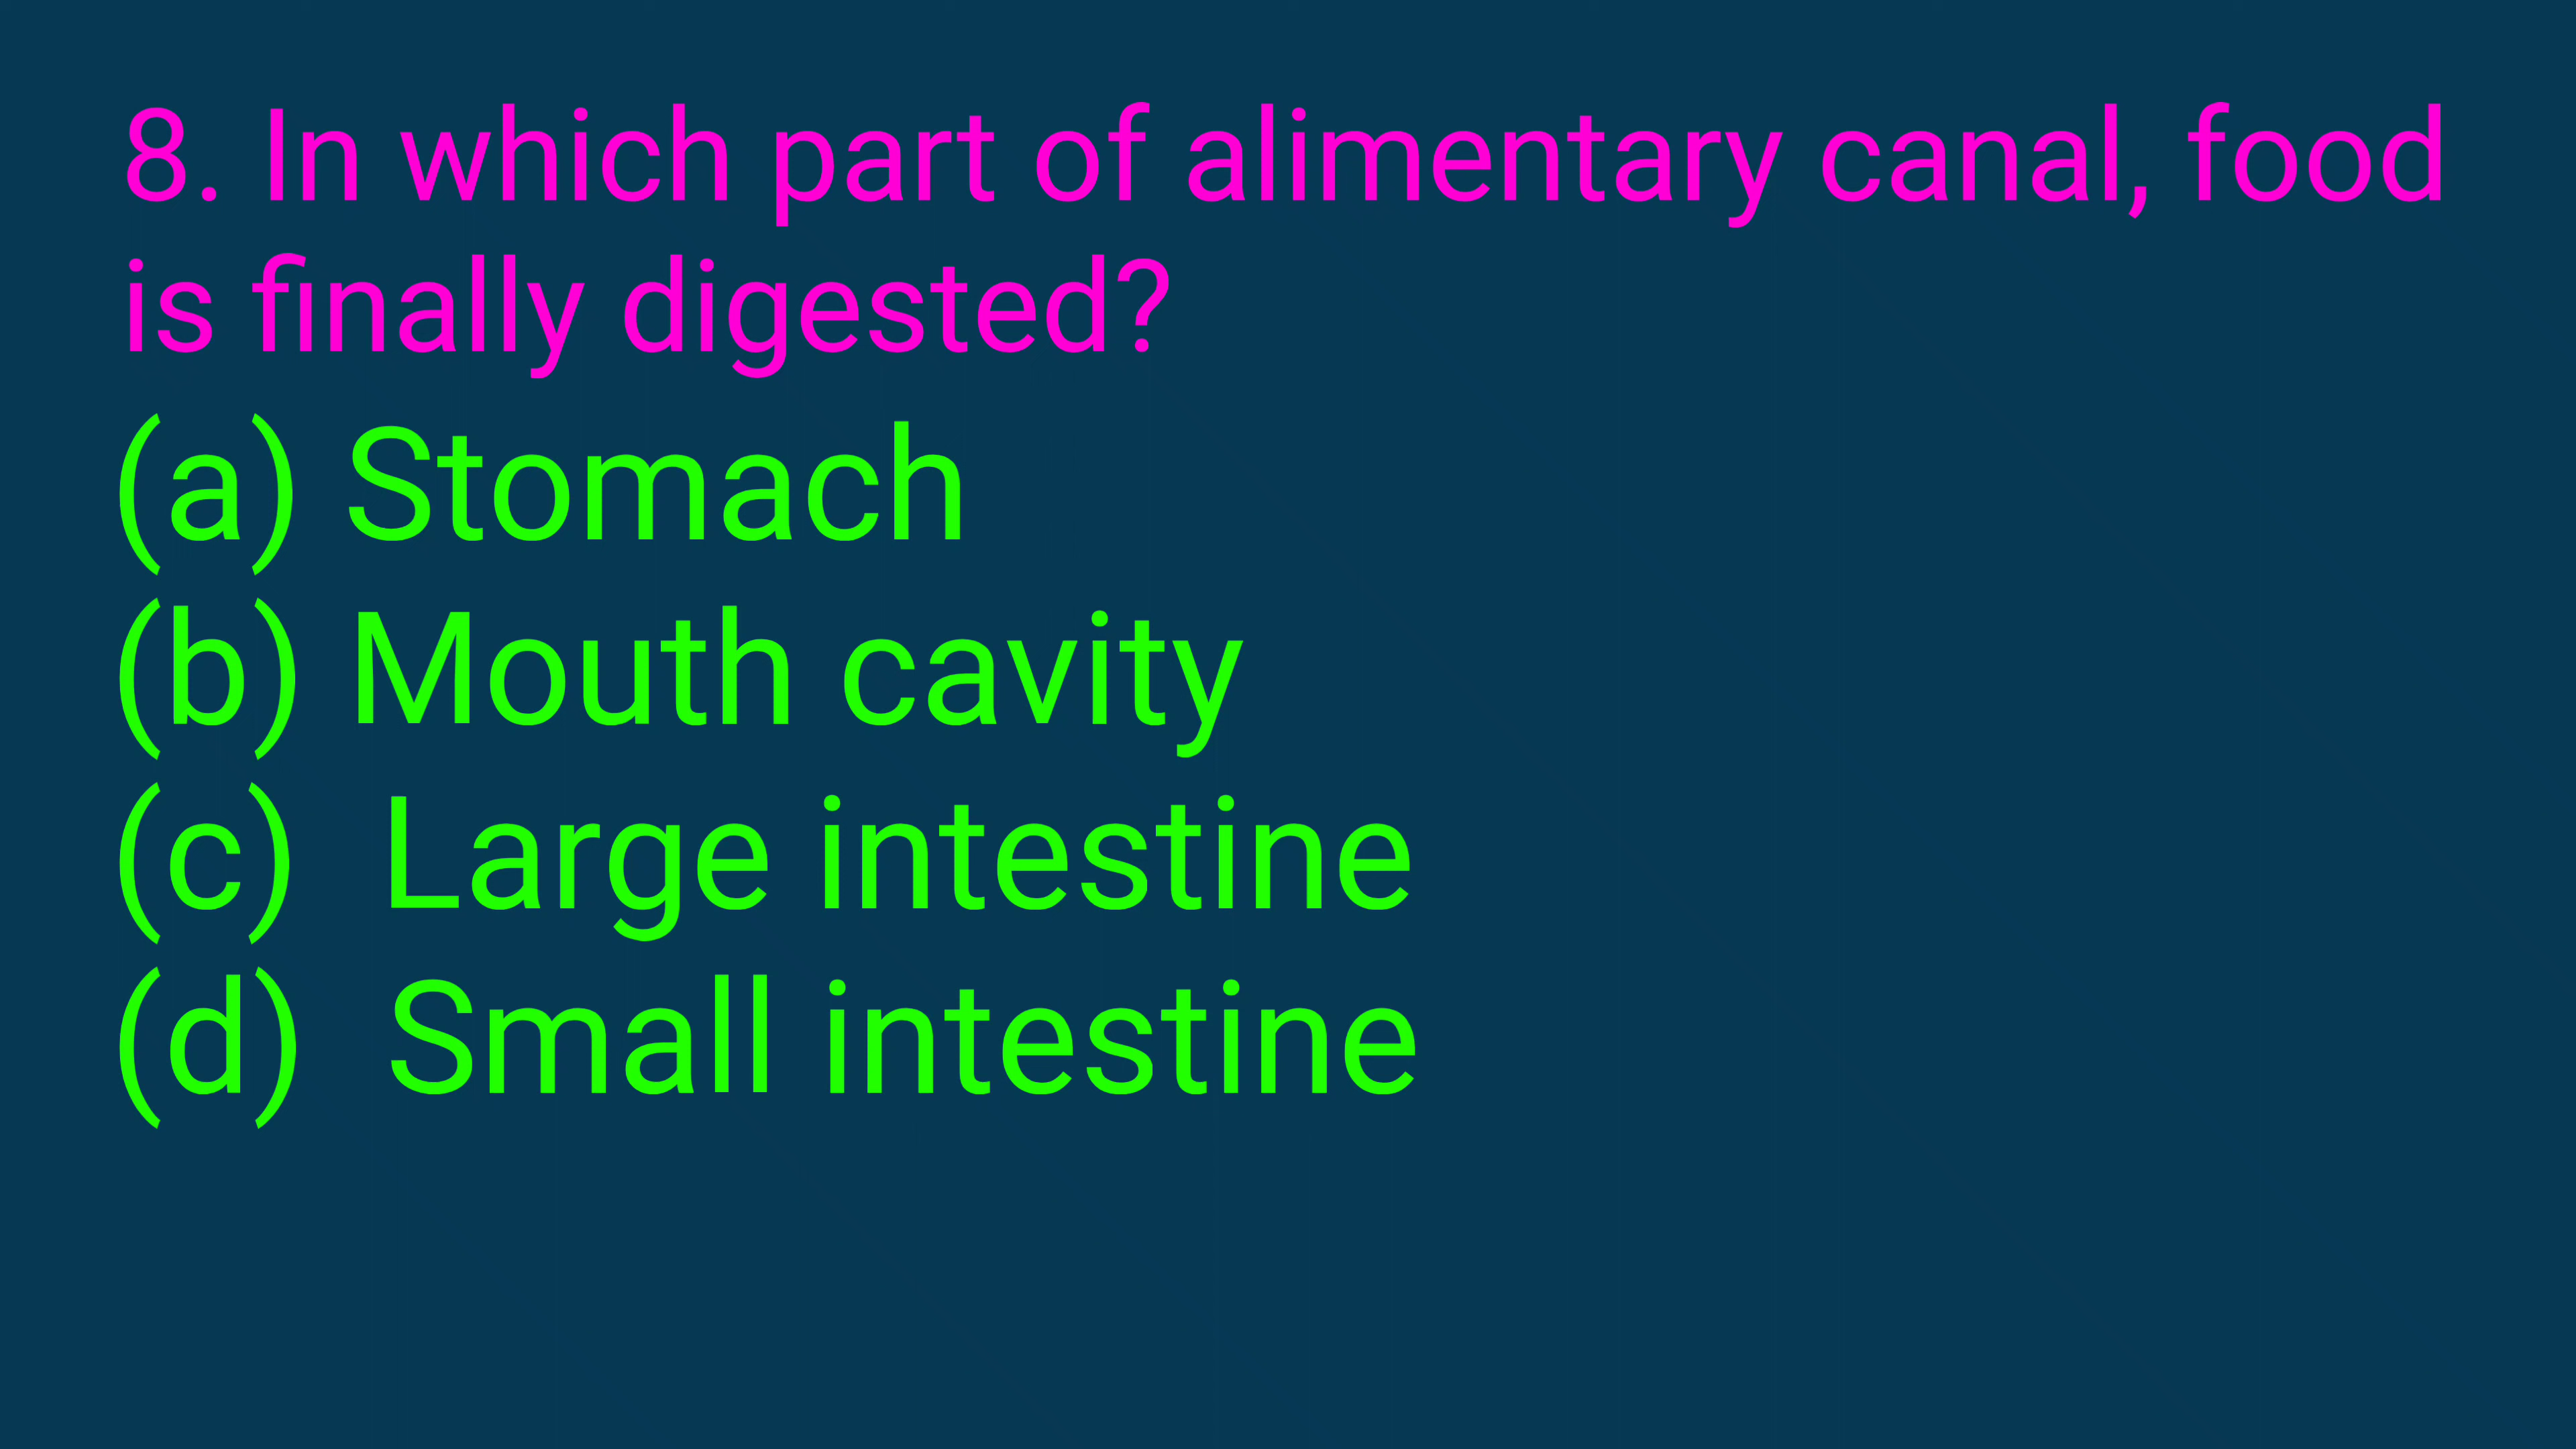 8. In which part of alimentary canal, food
is finally digested?
(a) Stomach
(b) Mouth cavity
(c) Large intestine
(d) Small intestine